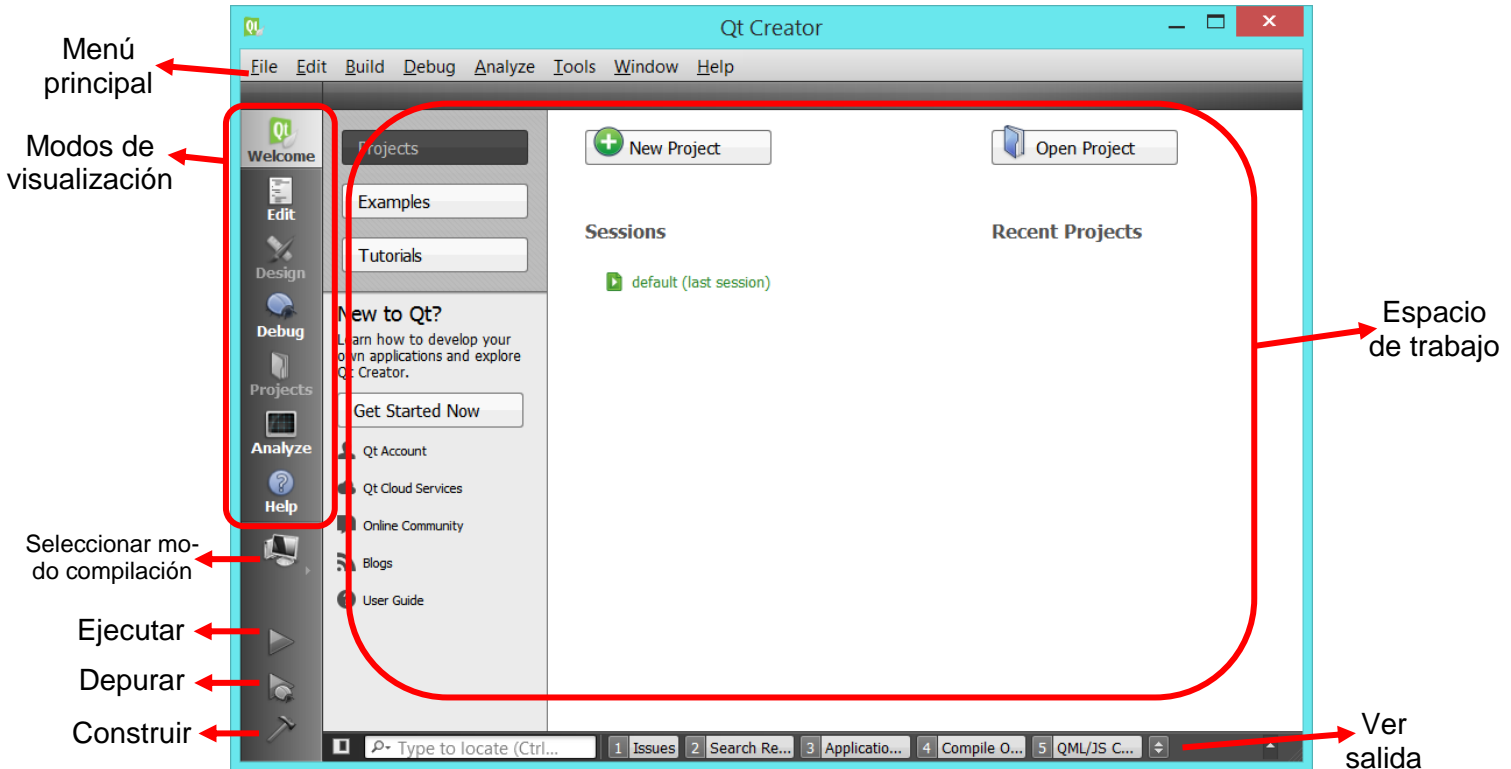 Qt Creator
Menú
principal
File Edit Build Debug Analyze Tools Window Help
Modos de
visualización
Welcome
Edit
Design
Debug
Projects
Analyze
Help
Projects
Examples
Tutorials
New to Qt?
Learn how to develop your
own applications and explore
Qt Creator.
Get Started Now
Qt Account
Qt Cloud Services
Online Community
Blogs
User Guide
New Project
Open Project
Sessions
Recent Projects
default (last session)
Espacio
de trabajo
Seleccionar mo-
do compilación
Ejecutar
Depurar
Construir
Type to locate (Ctrl...
1 Issues 2 Search Re... 3 Applicatio... 4 Compile O... 5 QML/JS C...
Ver
salida